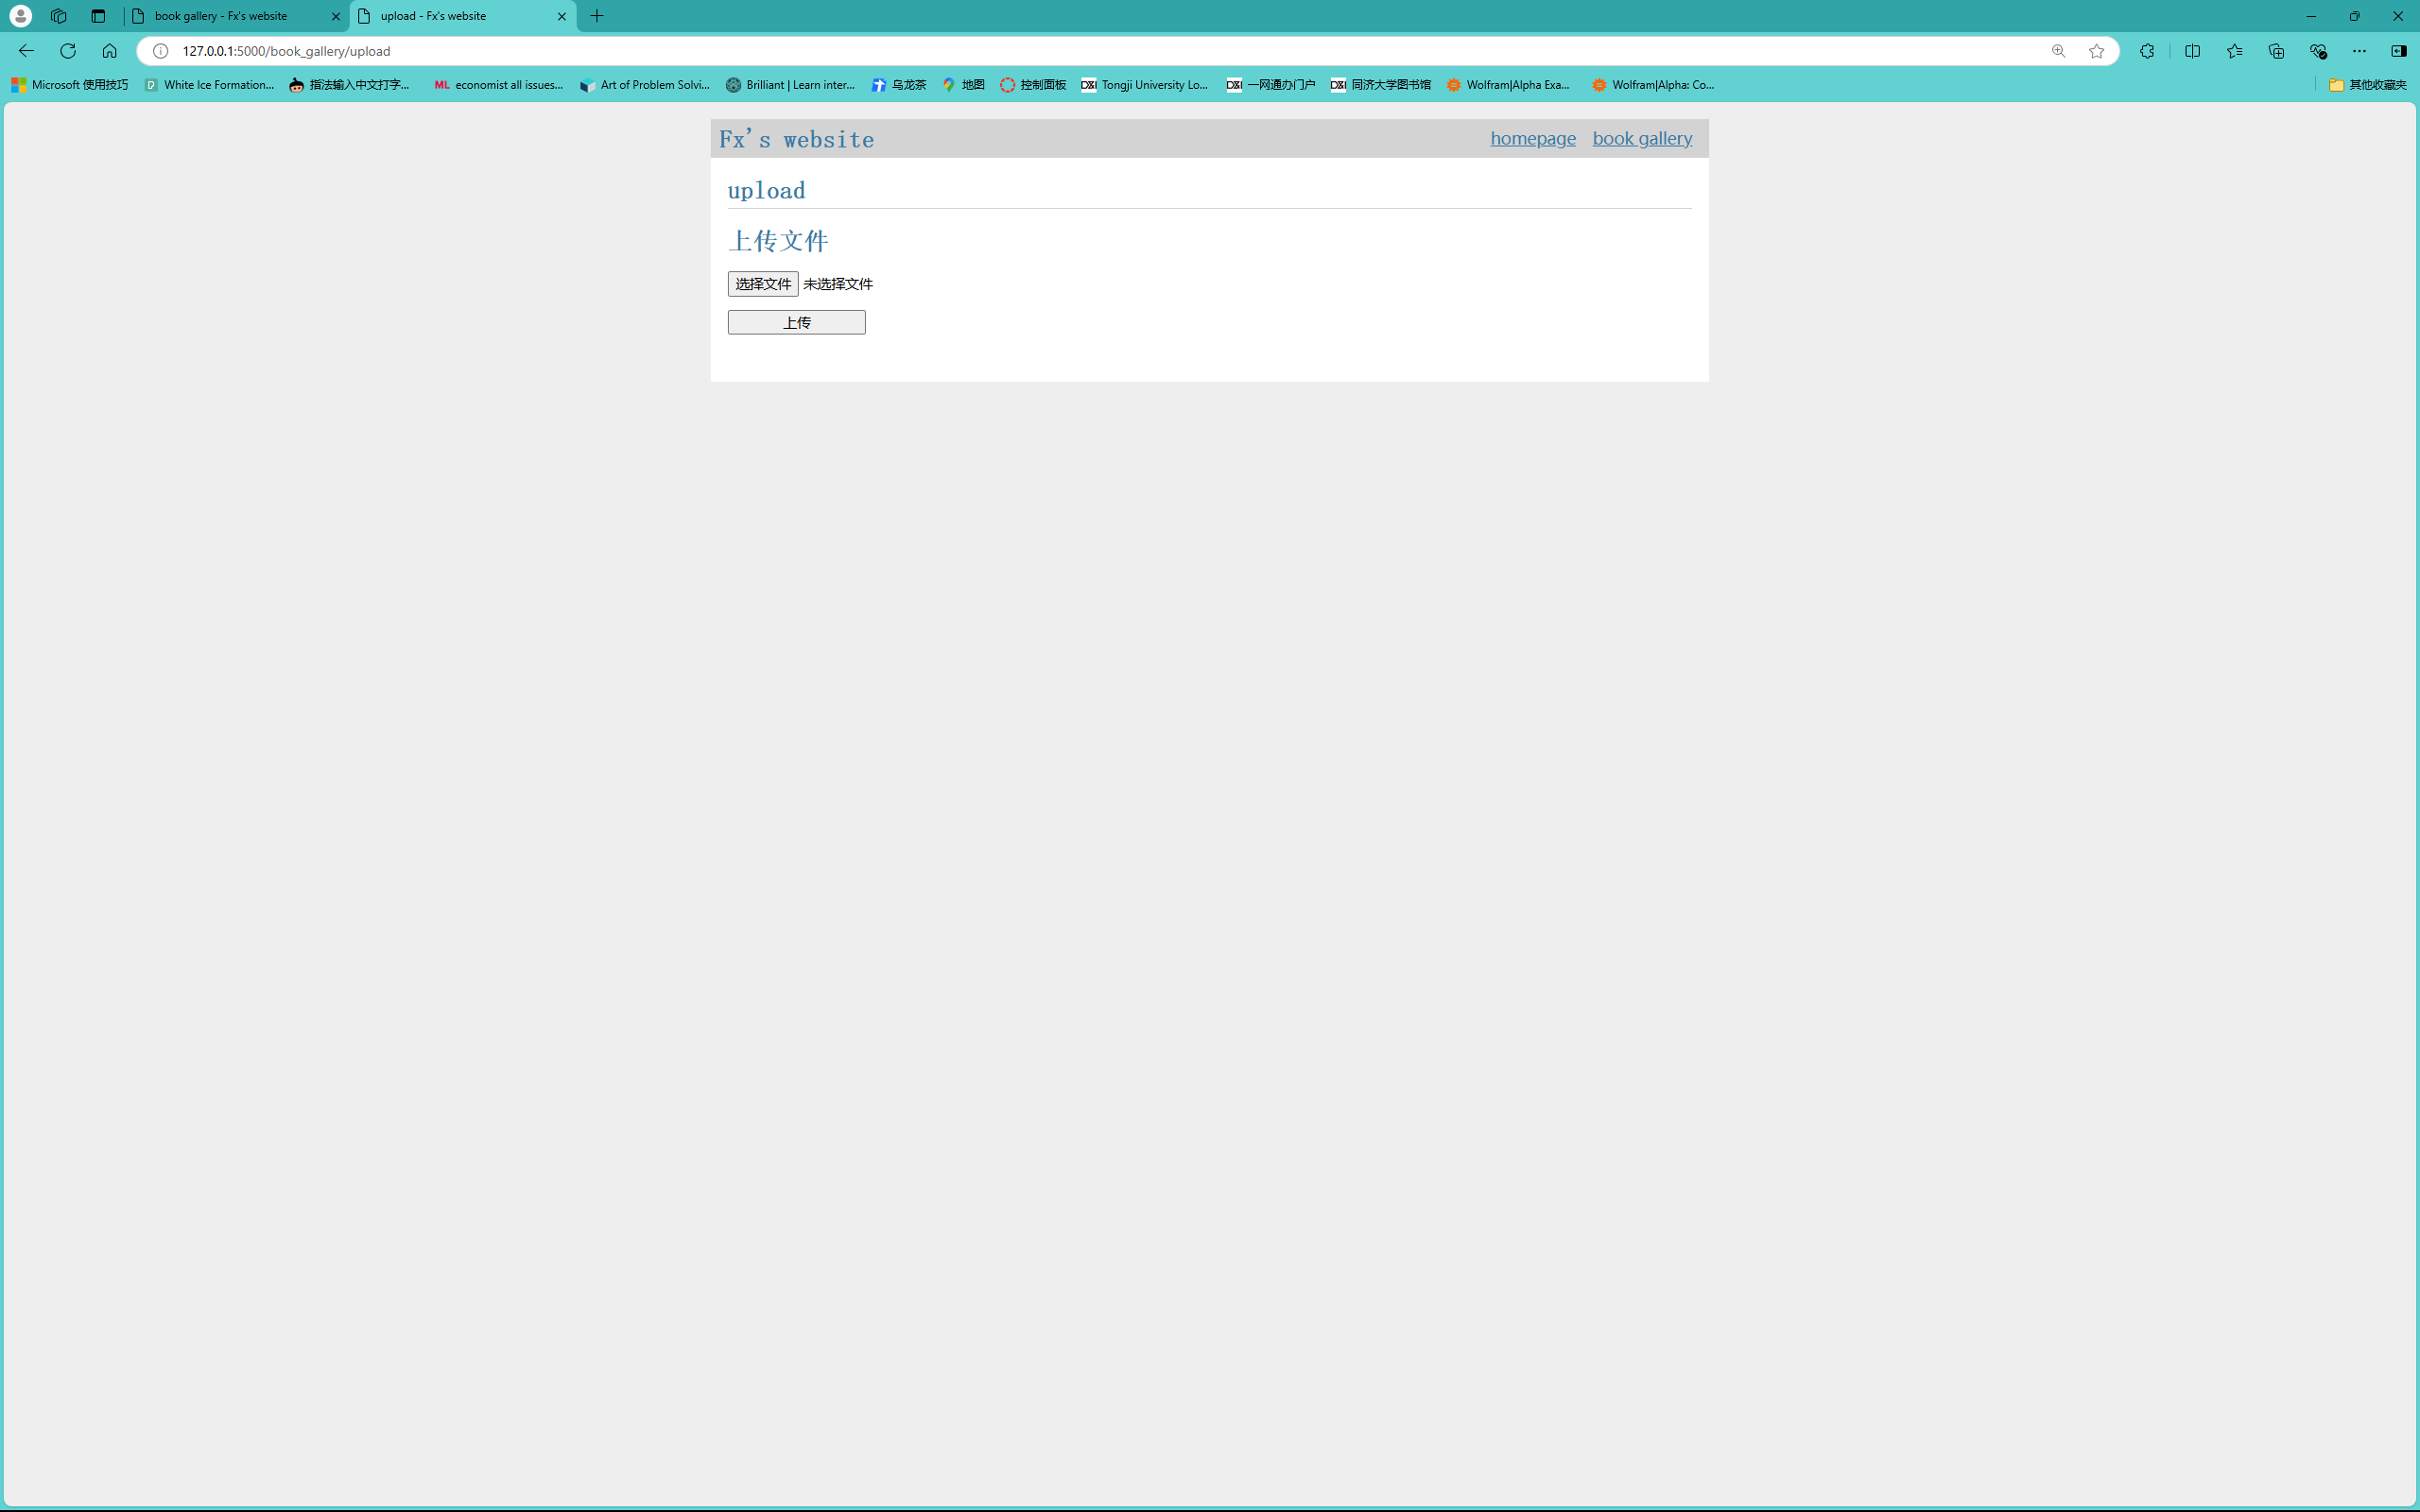 book gallery - Fx's website
upload - Fx's website
127.0.0.1:5000/book_gallery/upload
Microsoft 使用技巧
White Ice Formation...
指法输入中文打字...
ML economist all issues...
Art of Problem Solvi...
Brilliant | Learn inter...
乌龙茶
地图
控制面板
Tongji University Lo...
一网通办门户
同济大学图书馆
Wolfram|Alpha Exa...
Wolfram|Alpha: Co...
其他收藏夹
Fx's website
homepage book gallery
upload
上传文件
选择文件 未选择文件
上传